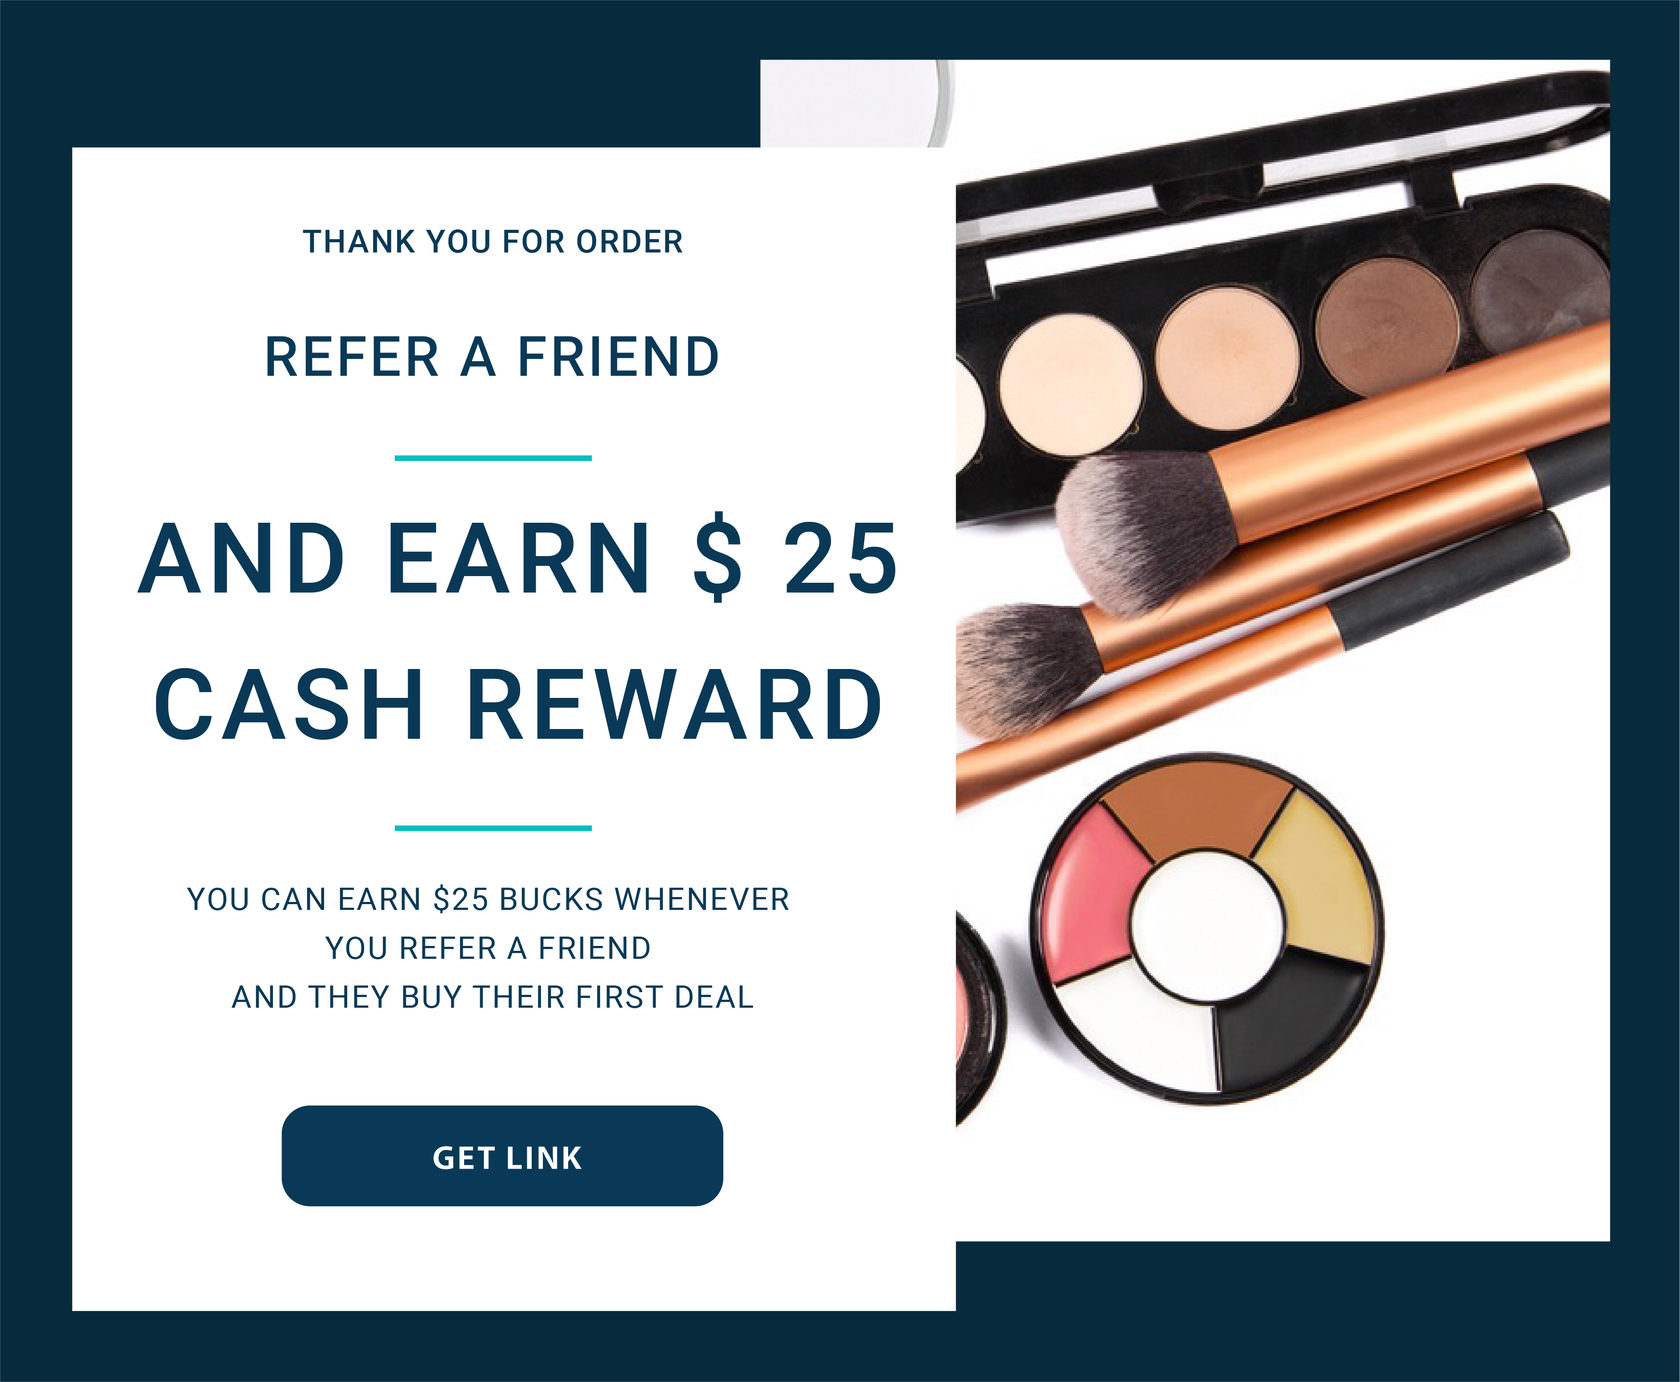 THANK YOU FOR ORDER
REFER A FRIEND
AND EARN $ 25
CASH REWARD
YOU CAN EARN $25 BUCKS WHENEVER
YOU REFER A FRIEND
AND THEY BUY THEIR FIRST DEAL
GET LINK